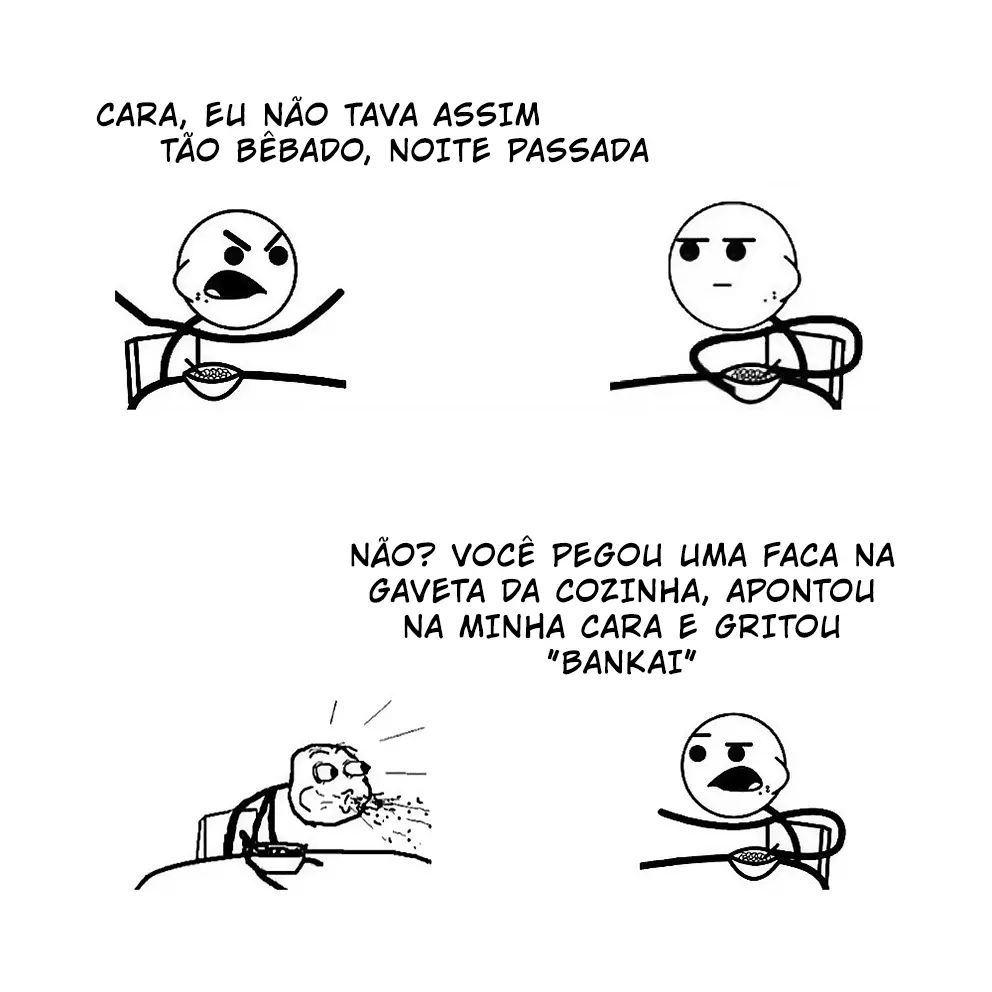 CARA, EU NÃO TAVA ASSIM
TÃO BÊBADO, NOITE PASSADA
NÃO? VOCÊ PEGOU UMA FACA NA
GAVETA DA COZINHA, APONTOU
NA MINHA CARA E GRITOU
"BANKAI"